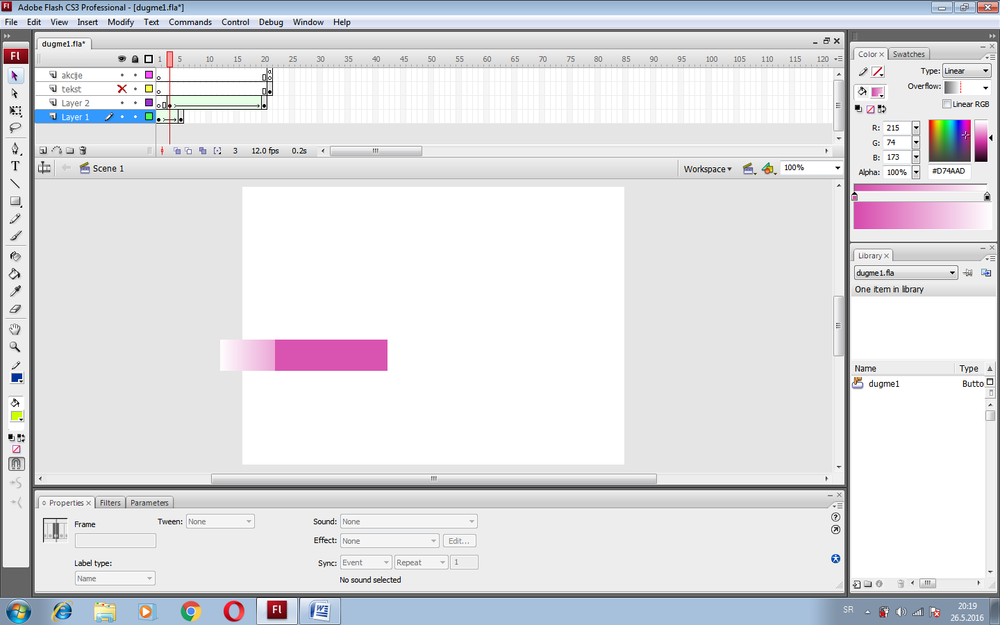 Adobe Flash CS3 Professional - [dugme1.fla*]
File Edit View Insert Modify Text Commands Control Debug Window Help
Fl
dugme1.fla*
1 5 10 15 20 25 30 35 40 45 50 55 60 65 70 75 80 85 90 95 100 105 110 115 120
akcije
tekst
Layer 2
Layer 1
3 12.0 fps 0.2s
Scene 1
Workspace
100%
Color Swatches
Type: Linear
Overflow:
Linear RGB
R: 215
G: 74
B: 173
Alpha: 100% #D74AAD
Library
dugme1.fla
One item in library
Name Type
dugme1 Butto
Properties Filters Parameters
Frame
Tween: None
Sound: None
Effect: None Edit...
Label type:
Name
Sync: Event Repeat 1
No sound selected
Fl
SR
20:19
26.5.2016